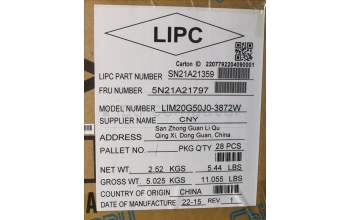 LIPC
Carton ID 2207792204090001
LIPC PART NUMBER SN21A21359
FRU NUMBER 5N21A21797
MODEL NUMBER LIM20G50J0-3872W
SUPPLIER NAME CNY
ADDRESS San Zhong Guan Li Qu
Qing Xi, Dong Guan, China
PALLET NO. PKG QTY 28 PCS
NET WT. 2.52 KGS 5.44 LBS
GROSS WT. 5.025 KGS 11.055 LBS
COUNTRY OF ORIGIN CHINA
DATE OF MANUFACTURE 22-15 REV 1